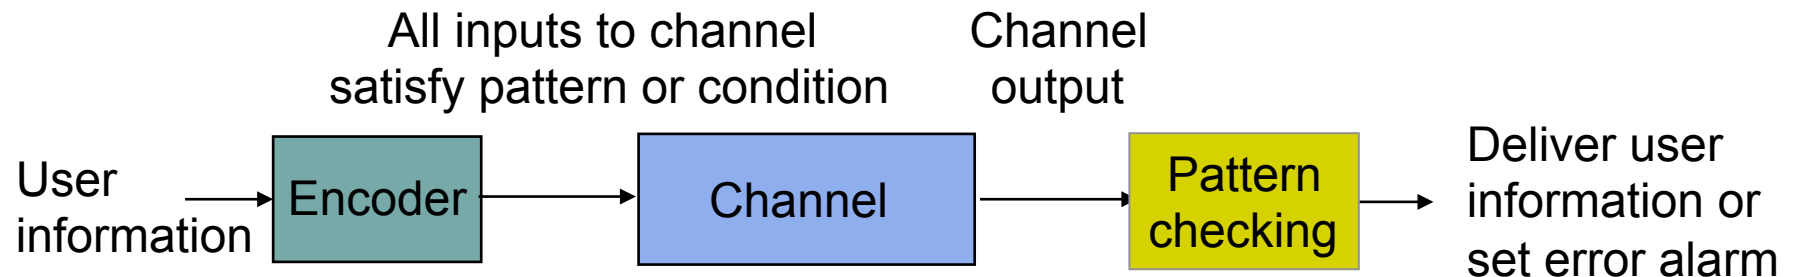 All inputs to channel
satisfy pattern or condition
Channel
output
User
information
Encoder
Channel
Pattern
checking
Deliver user
information or
set error alarm